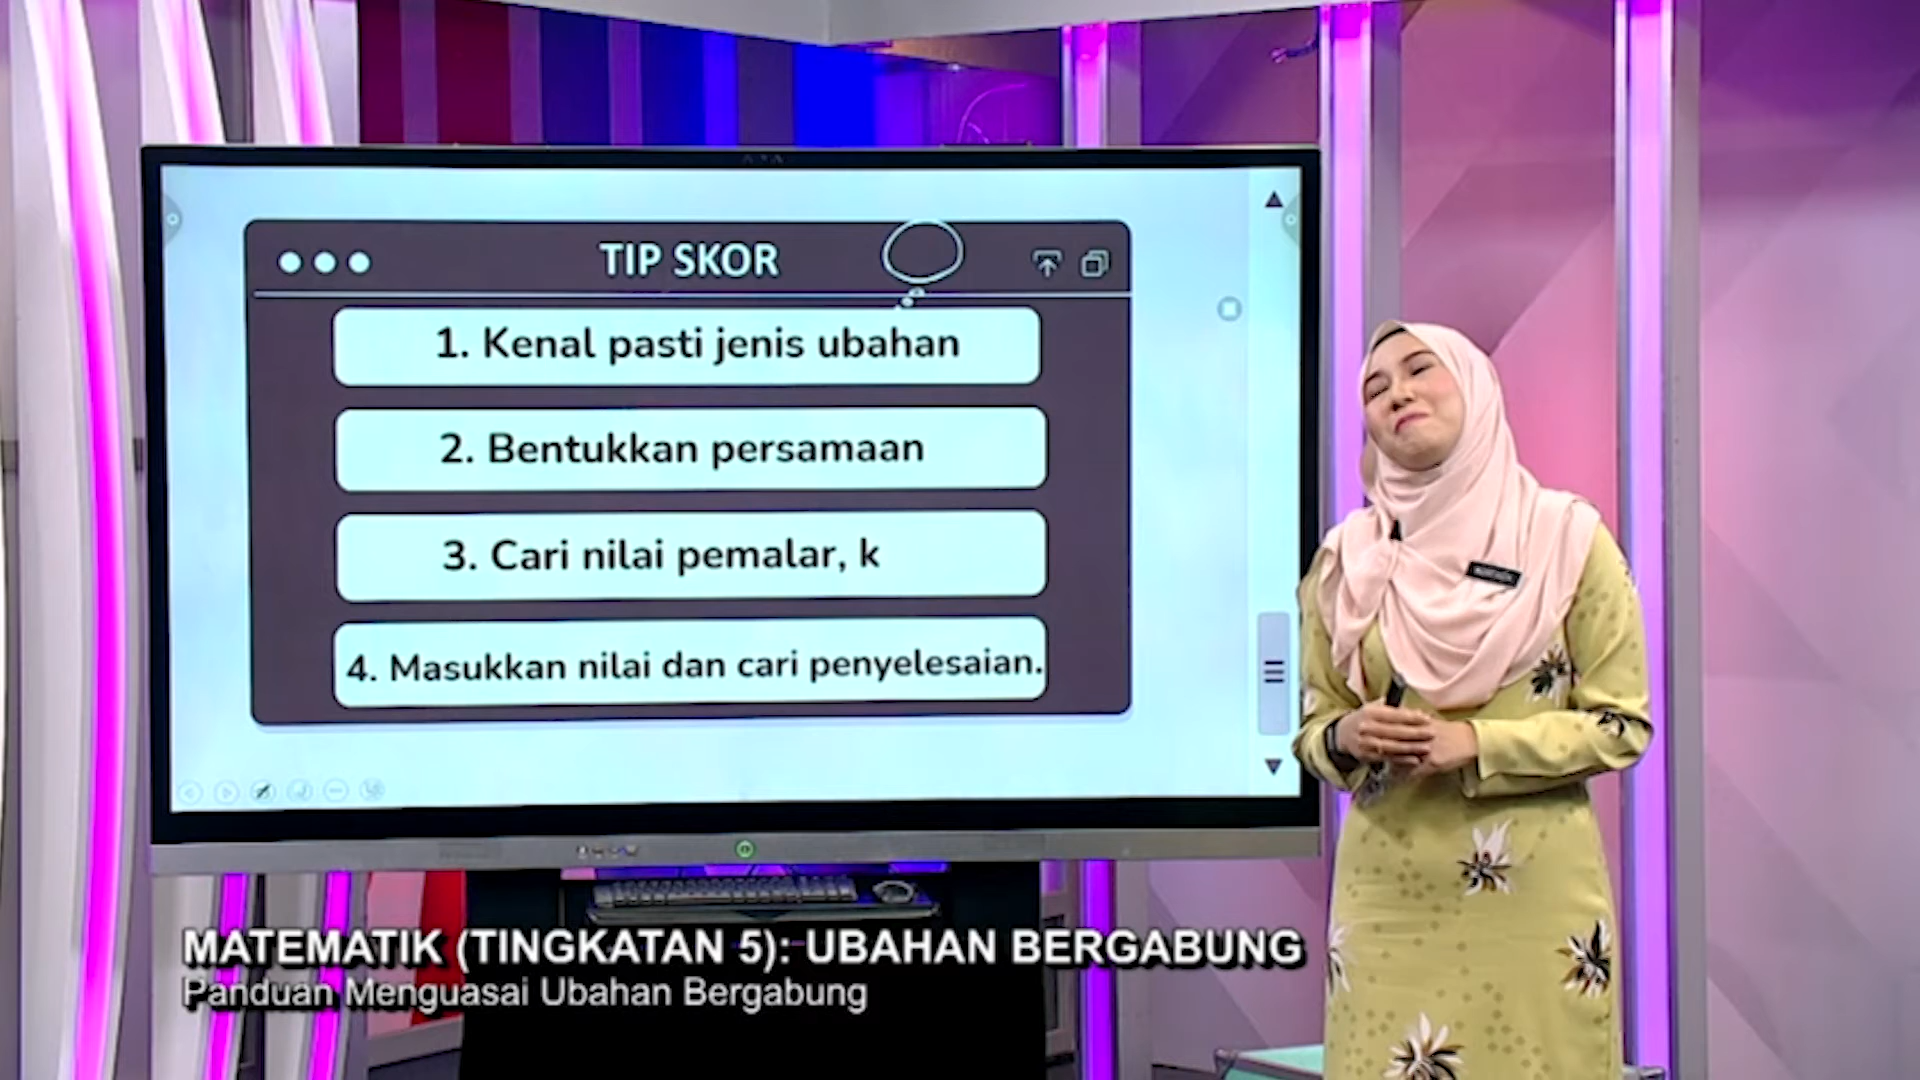 TIP SKOR
1. Kenal pasti jenis ubahan
2. Bentukkan persamaan
3. Cari nilai pemalar, k
4. Masukkan nilai dan cari penyelesaian.
MATEMATIK (TINGKATAN 5): UBAHAN BERGABUNG
Panduan Menguasai Ubahan Bergabung